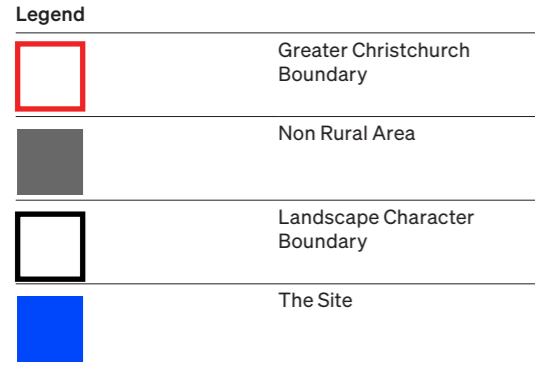 Legend
Greater Christchurch
Boundary
Non Rural Area
Landscape Character
Boundary
The Site